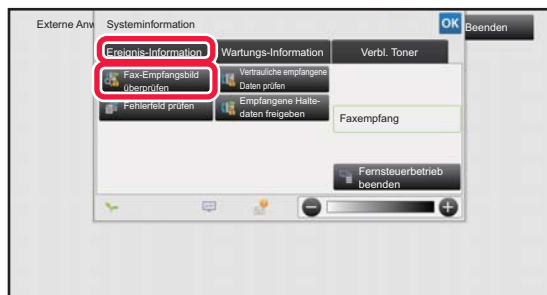 Externe Anw
Systeminformation
OK
Beenden
Ereignis-Information
Wartungs-Information
Verbl. Toner
Fax-Empfangsbild
überprüfen
Vertrauliche empfangene
Daten prüfen
Fehlerfeld prüfen
Empfangene Halte-
daten freigeben
Faxempfang
Fernsteuerbetrieb
beenden